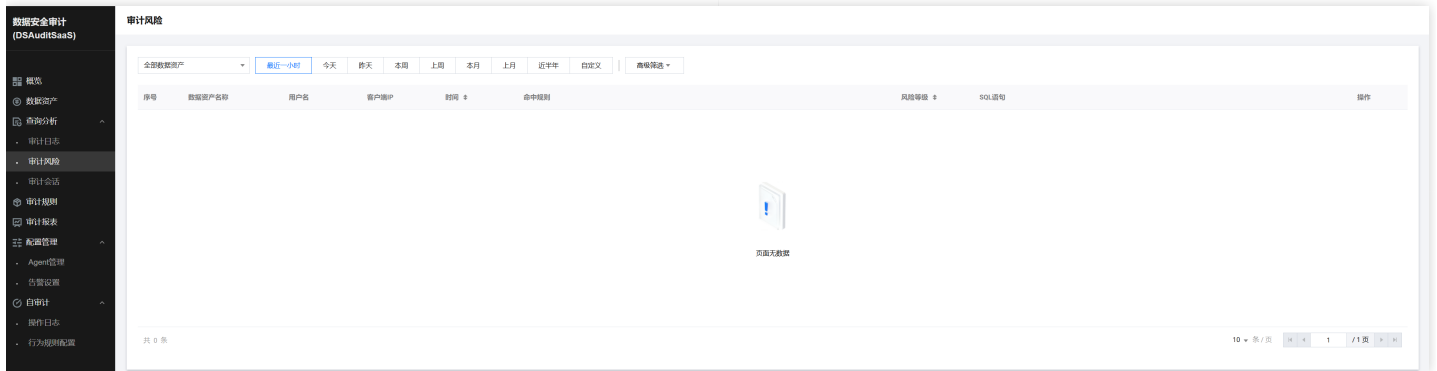 数据安全审计
(DSAuditSaaS)
概览
数据资产
查询分析
审计日志
审计风险
审计会话
审计规则
审计报表
配置管理
Agent管理
告警设置
自审计
操作日志
行为规则配置
审计风险
全部数据资产 最近一小时 今天 昨天 本周 上周 本月 上月 近半年 自定义 高级筛选
序号 数据资产名称 用户名 客户端IP 时间 命中规则 风险等级 SQL语句 操作
页面无数据
共 0 条 10 条 / 页 1 / 1 页